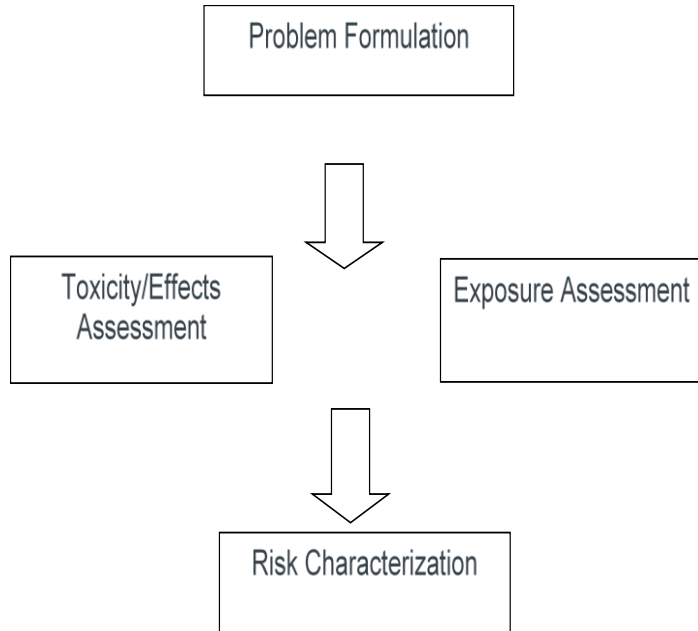 Problem Formulation
Toxicity/Effects
Assessment
Exposure Assessment
Risk Characterization